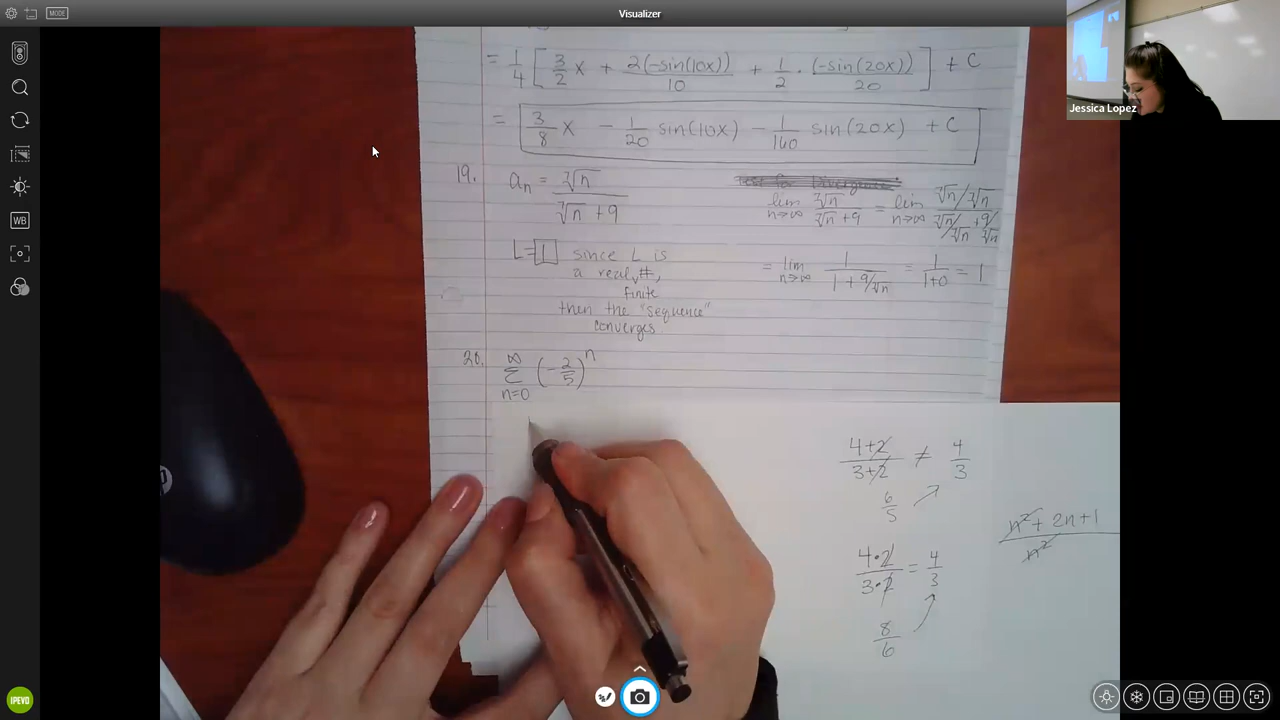 MODE
Visualizer
Jessica Lopez
= 1/4 [ 3/2 x + 2(-sin(10x))/10 + 1/2 · (-sin(20x))/20 ] + C
= 3/8 x - 1/20 sin(10x) - 1/160 sin(20x) + C
19. aₙ = ∛n / (∛n + 9)
lim n→∞ ∛n / (∛n + 9) = lim n→∞ (∛n/∛n) / (∛n/∛n + 9/∛n)
= lim n→∞ 1 / (1 + 9/∛n) = 1/(1+0) = 1
L = 1 since L is
a real, #,
finite
then the "sequence"
converges.
20. ∞ Σ n=0 (-2/5)ⁿ
(4+2)/(3+2) ≠ 4/3
6/5
(4·2)/(3·2) = 4/3
8/6
(n² + 2n + 1)/n²
WB
IPEVO